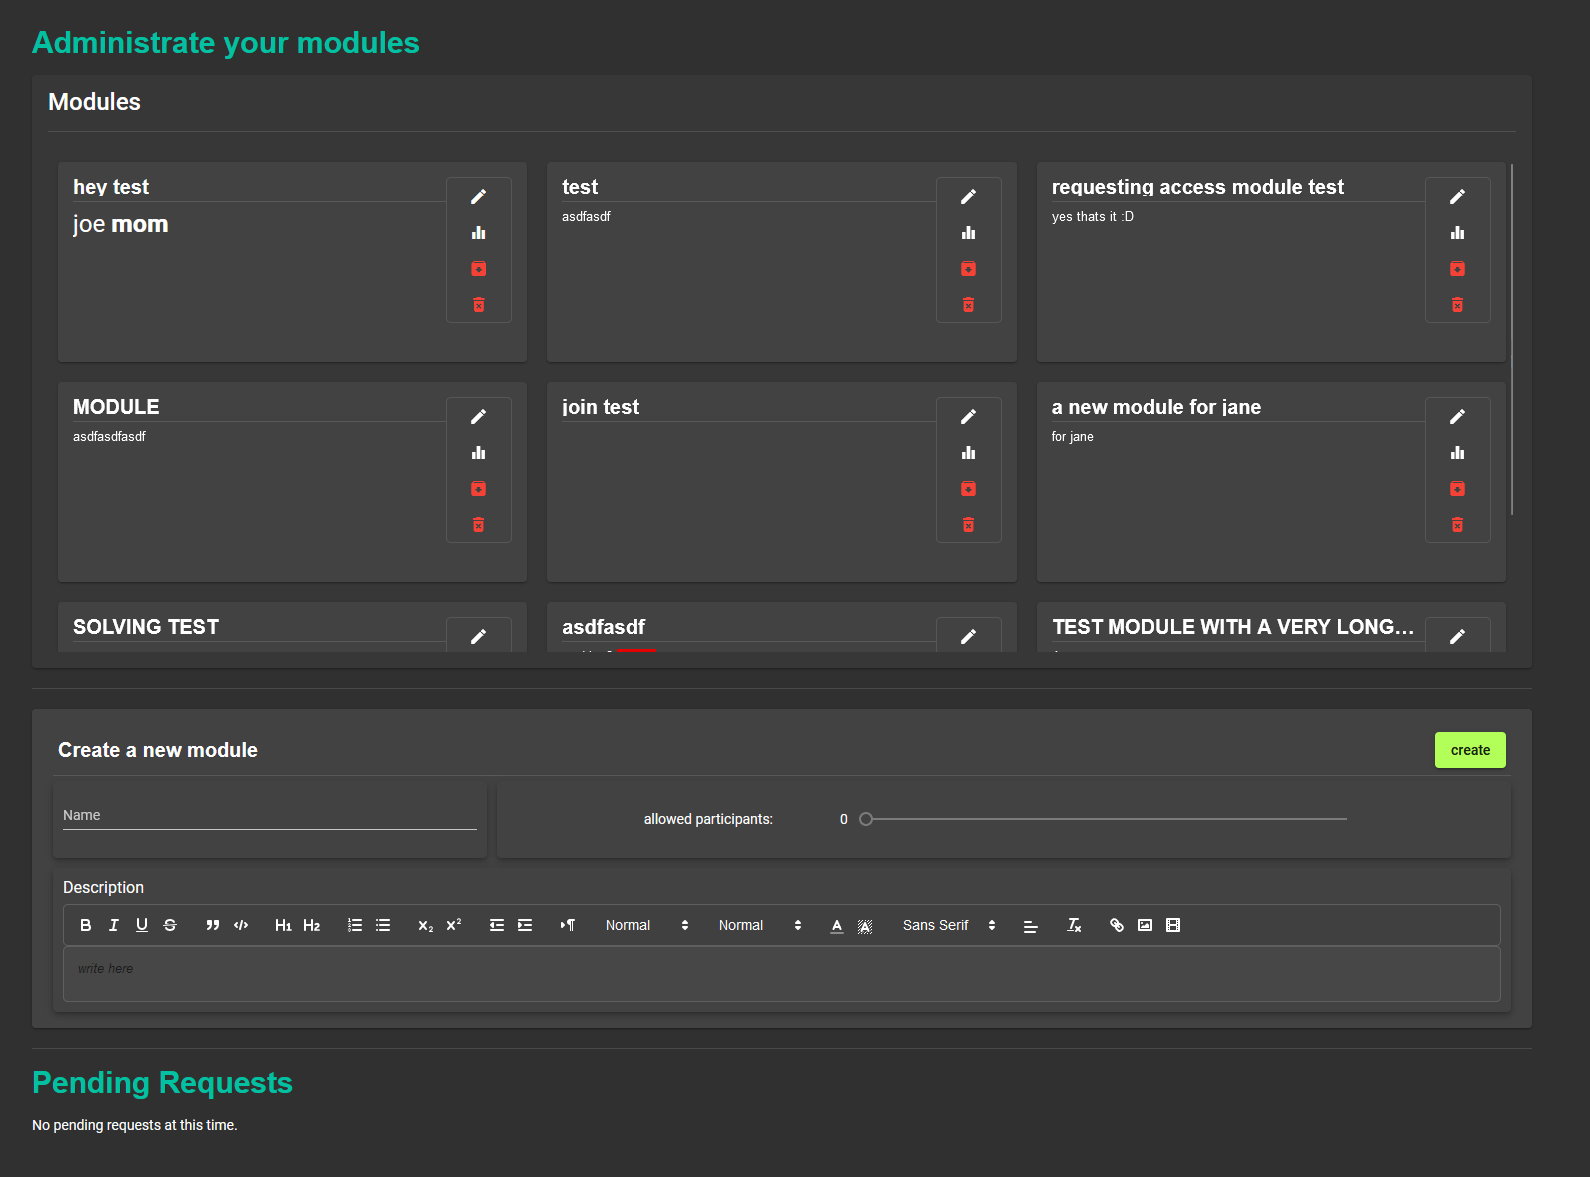 Administrate your modules
Modules
hey test
joe mom
test
asdfasdf
requesting access module test
yes thats it :D
MODULE
asdfasdfasdf
join test
a new module for jane
for jane
SOLVING TEST
asdfasdf
TEST MODULE WITH A VERY LONG...
Create a new module
create
Name
allowed participants: 0
Description
B I U S H1 H2 X2 X2 Normal Normal A A Sans Serif Tx
write here
Pending Requests
No pending requests at this time.